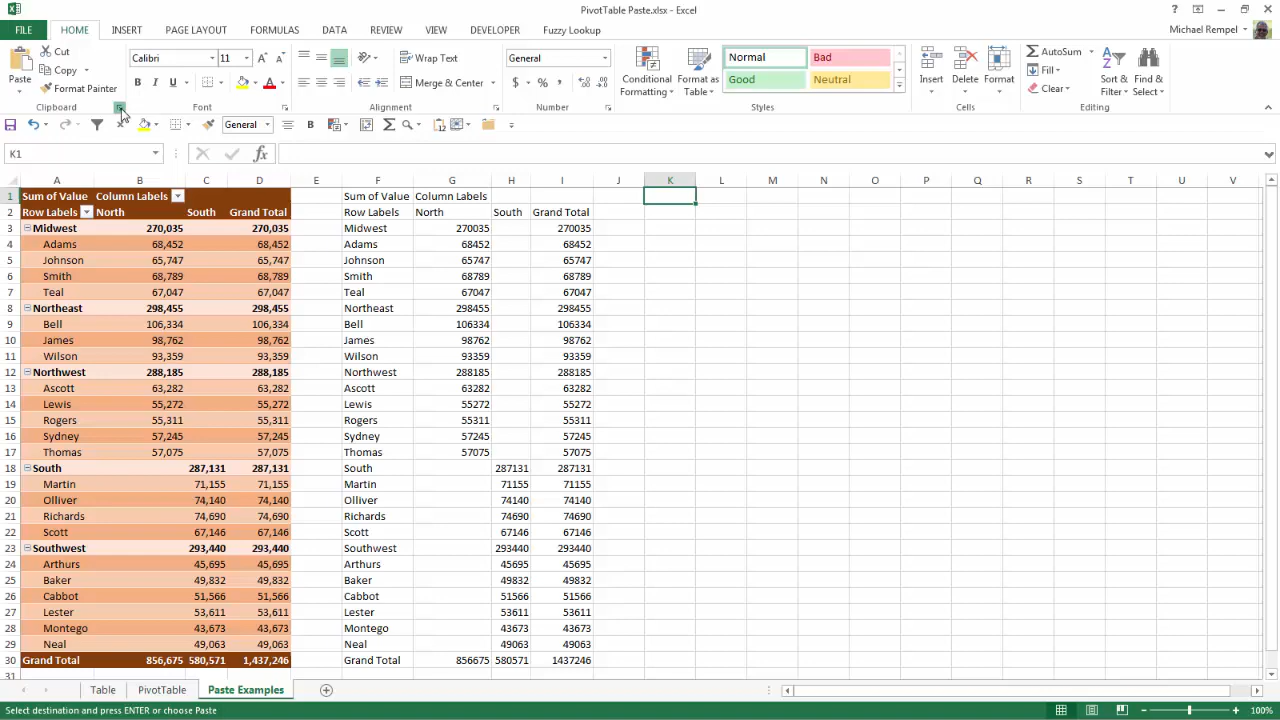 PivotTable Paste.xlsx - Excel
FILE HOME INSERT PAGE LAYOUT FORMULAS DATA REVIEW VIEW DEVELOPER Fuzzy Lookup Michael Rempel
Paste Cut Copy Format Painter
Calibri 11
B I U A
Wrap Text
Merge & Center
General
$ % ,
Conditional Formatting
Format as Table
Normal Bad
Good Neutral
Insert Delete Format
AutoSum
Fill
Clear
Sort & Filter
Find & Select
Clipboard Font Alignment Number Styles Cells Editing
General B
K1 fx
A B C D E F G H I J K L M N O P Q R S T U V
1 Sum of Value Column Labels Sum of Value Column Labels
2 Row Labels North South Grand Total Row Labels North South Grand Total
3 Midwest 270,035 270,035 Midwest 270035 270035
4 Adams 68,452 68,452 Adams 68452 68452
5 Johnson 65,747 65,747 Johnson 65747 65747
6 Smith 68,789 68,789 Smith 68789 68789
7 Teal 67,047 67,047 Teal 67047 67047
8 Northeast 298,455 298,455 Northeast 298455 298455
9 Bell 106,334 106,334 Bell 106334 106334
10 James 98,762 98,762 James 98762 98762
11 Wilson 93,359 93,359 Wilson 93359 93359
12 Northwest 288,185 288,185 Northwest 288185 288185
13 Ascott 63,282 63,282 Ascott 63282 63282
14 Lewis 55,272 55,272 Lewis 55272 55272
15 Rogers 55,311 55,311 Rogers 55311 55311
16 Sydney 57,245 57,245 Sydney 57245 57245
17 Thomas 57,075 57,075 Thomas 57075 57075
18 South 287,131 287,131 South 287131 287131
19 Martin 71,155 71,155 Martin 71155 71155
20 Olliver 74,140 74,140 Olliver 74140 74140
21 Richards 74,690 74,690 Richards 74690 74690
22 Scott 67,146 67,146 Scott 67146 67146
23 Southwest 293,440 293,440 Southwest 293440 293440
24 Arthurs 45,695 45,695 Arthurs 45695 45695
25 Baker 49,832 49,832 Baker 49832 49832
26 Cabbot 51,566 51,566 Cabbot 51566 51566
27 Lester 53,611 53,611 Lester 53611 53611
28 Montego 43,673 43,673 Montego 43673 43673
29 Neal 49,063 49,063 Neal 49063 49063
30 Grand Total 856,675 580,571 1,437,246 Grand Total 856675 580571 1437246
31
Table PivotTable Paste Examples
Select destination and press ENTER or choose Paste 100%